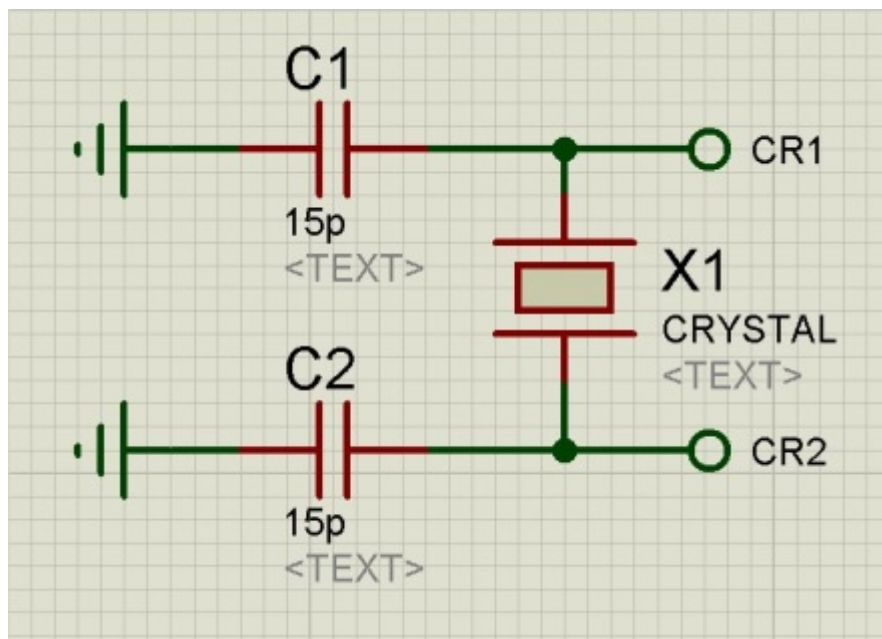 C1
15p
<TEXT>
CR1
X1
CRYSTAL
<TEXT>
C2
15p
<TEXT>
CR2